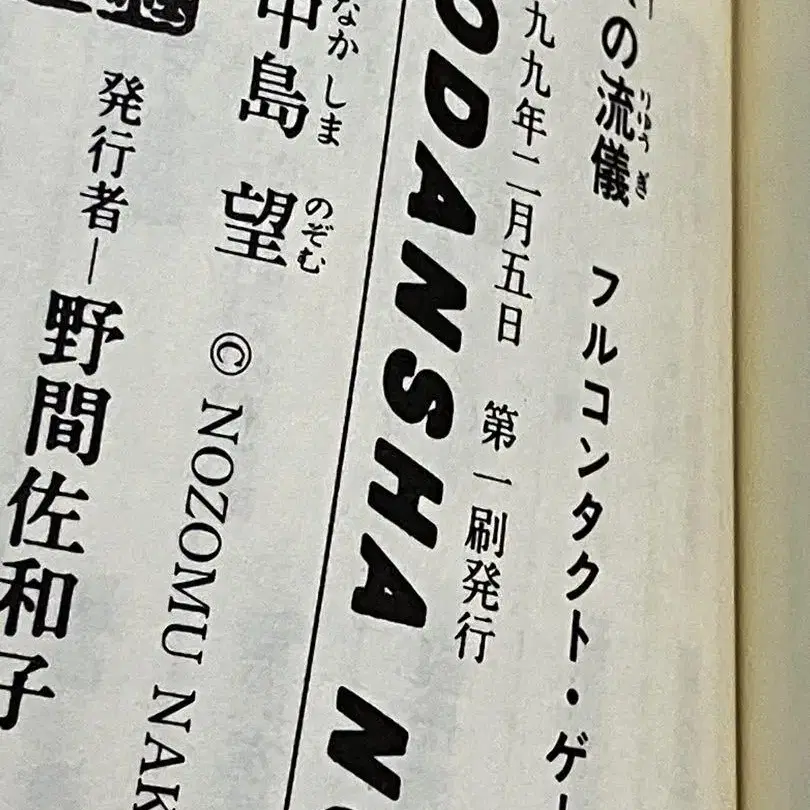 の流儀 フルコンタクト・ゲー
りゅうぎ
九九年二月五日 第一刷発行
ODANSHA NO
中島 望 © NOZOMU NAK
なかしま のぞむ
発行者―野間佐和子